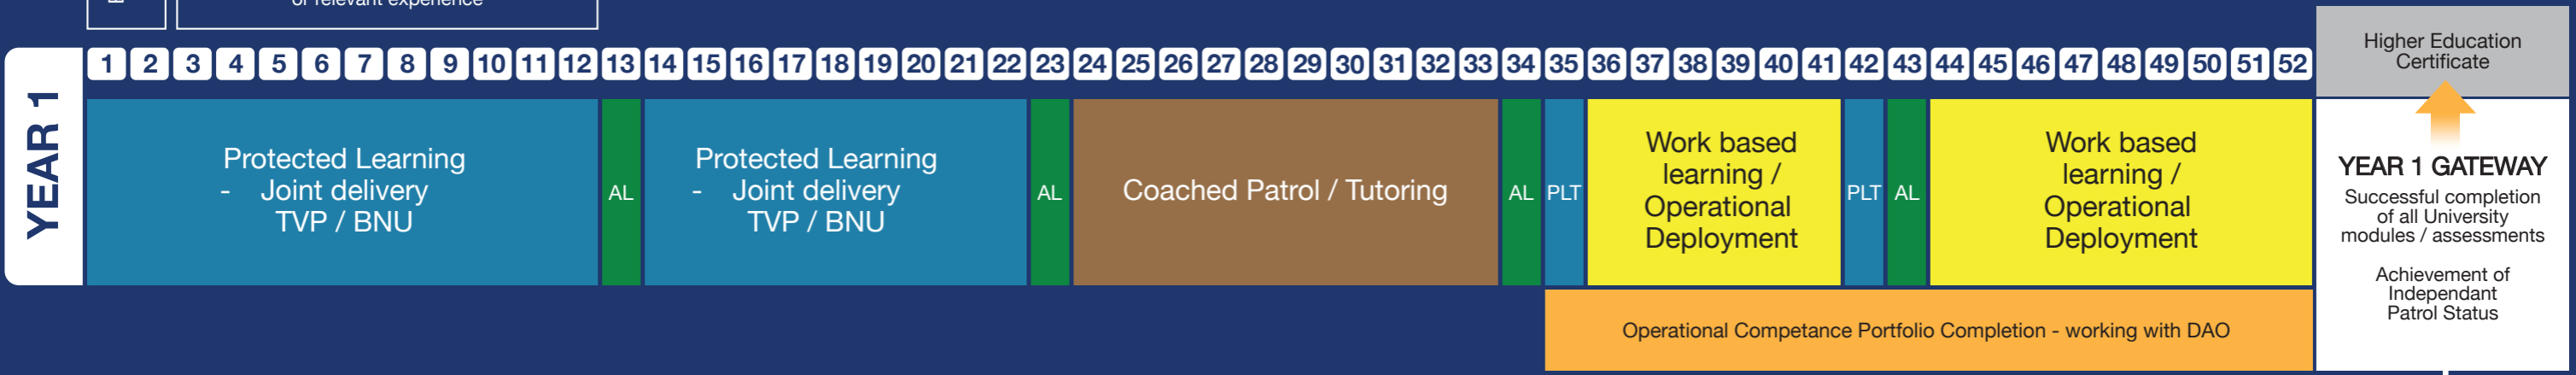 or relevant experience
YEAR 1
1 2 3 4 5 6 7 8 9 10 11 12 13 14 15 16 17 18 19 20 21 22 23 24 25 26 27 28 29 30 31 32 33 34 35 36 37 38 39 40 41 42 43 44 45 46 47 48 49 50 51 52
Protected Learning
- Joint delivery
TVP / BNU
AL
Protected Learning
- Joint delivery
TVP / BNU
AL
Coached Patrol / Tutoring
AL
PLT
Work based
learning /
Operational
Deployment
PLT
AL
Work based
learning /
Operational
Deployment
Operational Competance Portfolio Completion - working with DAO
Higher Education
Certificate
YEAR 1 GATEWAY
Successful completion
of all University
modules / assessments
Achievement of
Independant
Patrol Status